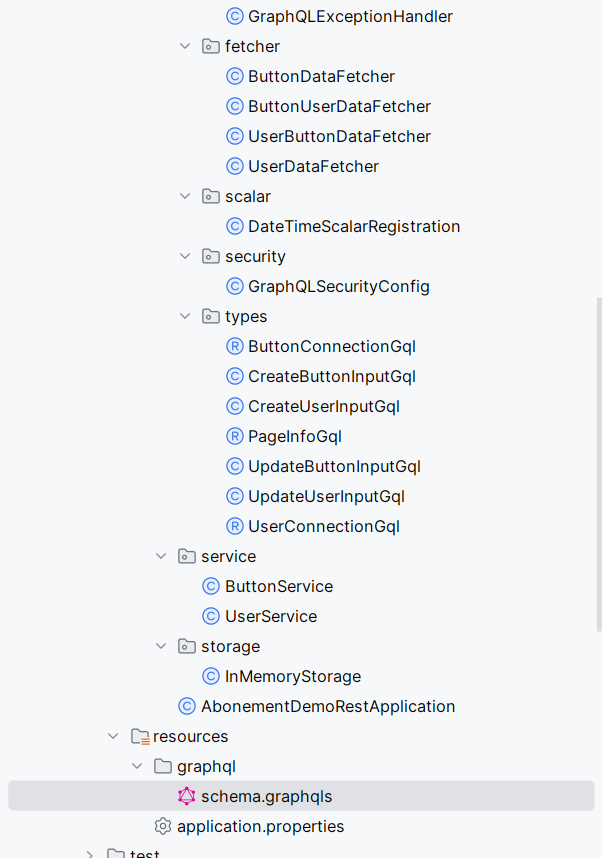 GraphQLExceptionHandler
fetcher
ButtonDataFetcher
ButtonUserDataFetcher
UserButtonDataFetcher
UserDataFetcher
scalar
DateTimeScalarRegistration
security
GraphQLSecurityConfig
types
ButtonConnectionGql
CreateButtonInputGql
CreateUserInputGql
PageInfoGql
UpdateButtonInputGql
UpdateUserInputGql
UserConnectionGql
service
ButtonService
UserService
storage
InMemoryStorage
AbonementDemoRestApplication
resources
graphql
schema.graphqls
application.properties
test